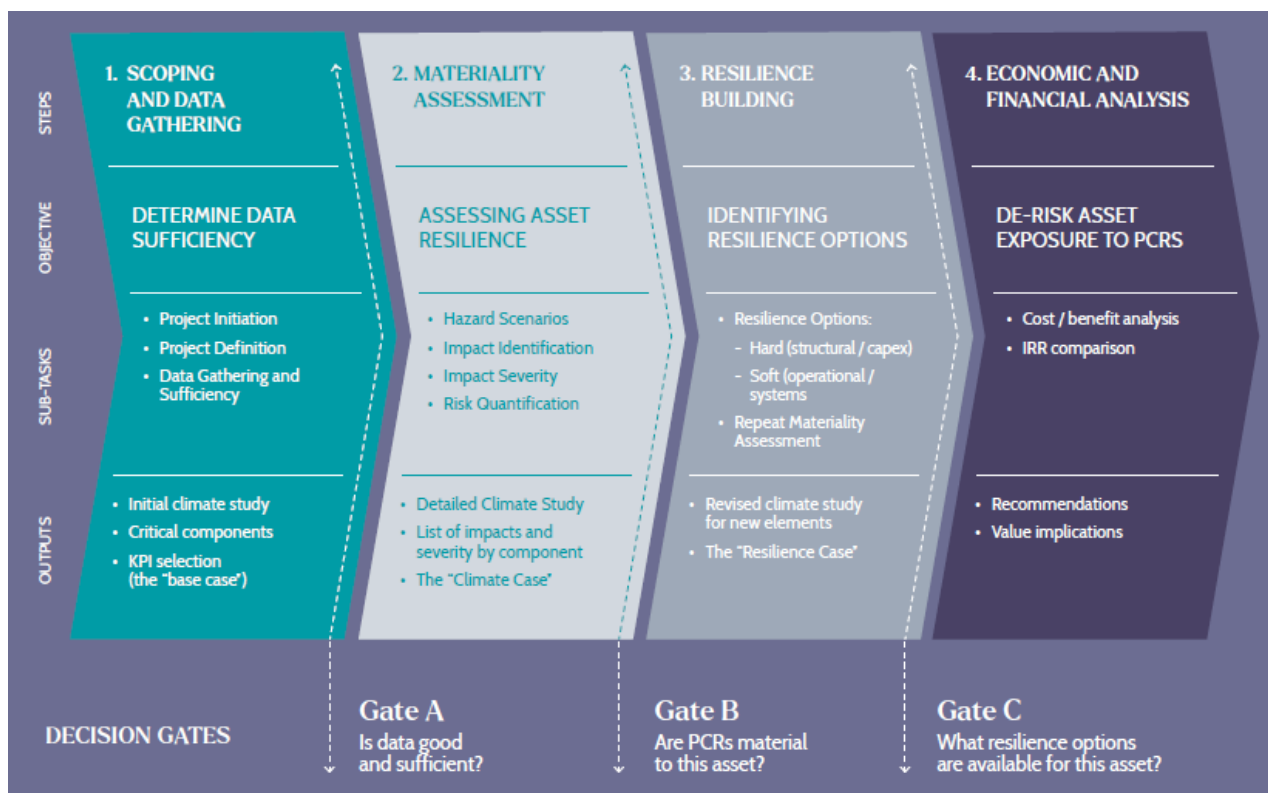 STEPS
1. SCOPING
AND DATA
GATHERING
2. MATERIALITY
ASSESSMENT
3. RESILIENCE
BUILDING
4. ECONOMIC AND
FINANCIAL ANALYSIS
OBJECTIVE
DETERMINE DATA
SUFFICIENCY
ASSESSING ASSET
RESILIENCE
IDENTIFYING
RESILIENCE OPTIONS
DE-RISK ASSET
EXPOSURE TO PCRS
SUB-TASKS
• Project Initiation
• Project Definition
• Data Gathering and
Sufficiency
• Hazard Scenarios
• Impact Identification
• Impact Severity
• Risk Quantification
• Resilience Options:
– Hard (structural / capex)
– Soft (operational /
systems
• Repeat Materiality
Assessment
• Cost / benefit analysis
• IRR comparison
OUTPUTS
• Initial climate study
• Critical components
• KPI selection
(the "base case")
• Detailed Climate Study
• List of impacts and
severity by component
• The "Climate Case"
• Revised climate study
for new elements
• The "Resilience Case"
• Recommendations
• Value implications
DECISION GATES
Gate A
Is data good
and sufficient?
Gate B
Are PCRs material
to this asset?
Gate C
What resilience options
are available for this asset?